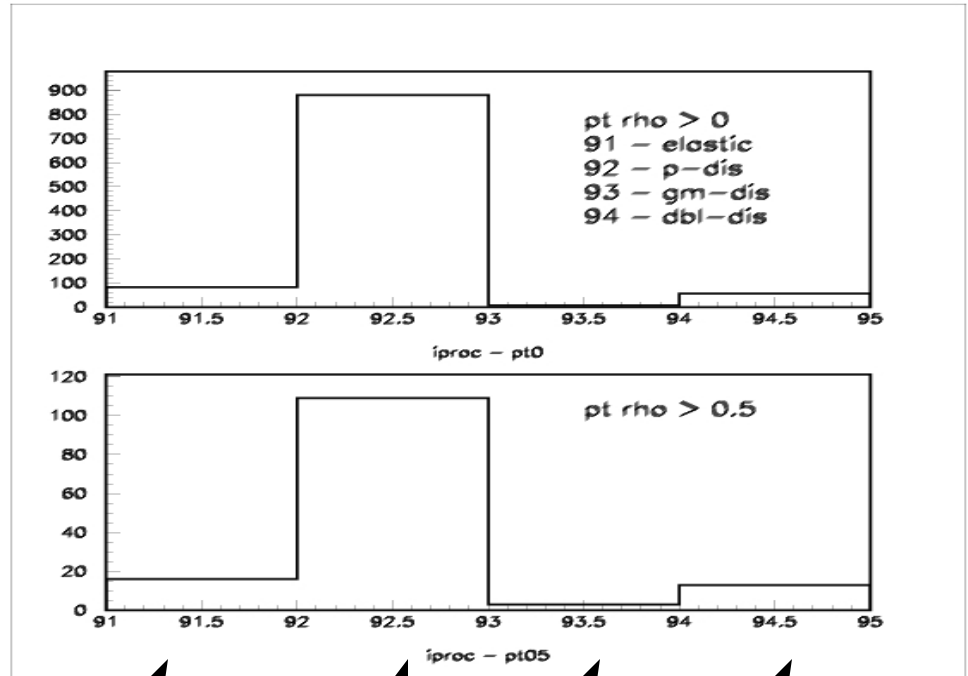 900
800
700
600
500
400
300
200
100
0
pt rho > 0
91 – elastic
92 – p–dis
93 – gm–dis
94 – dbl–dis
91 91.5 92 92.5 93 93.5 94 94.5 95
iproc – pt0
120
100
80
60
40
20
0
pt rho > 0.5
91 91.5 92 92.5 93 93.5 94 94.5 95
iproc – pt05